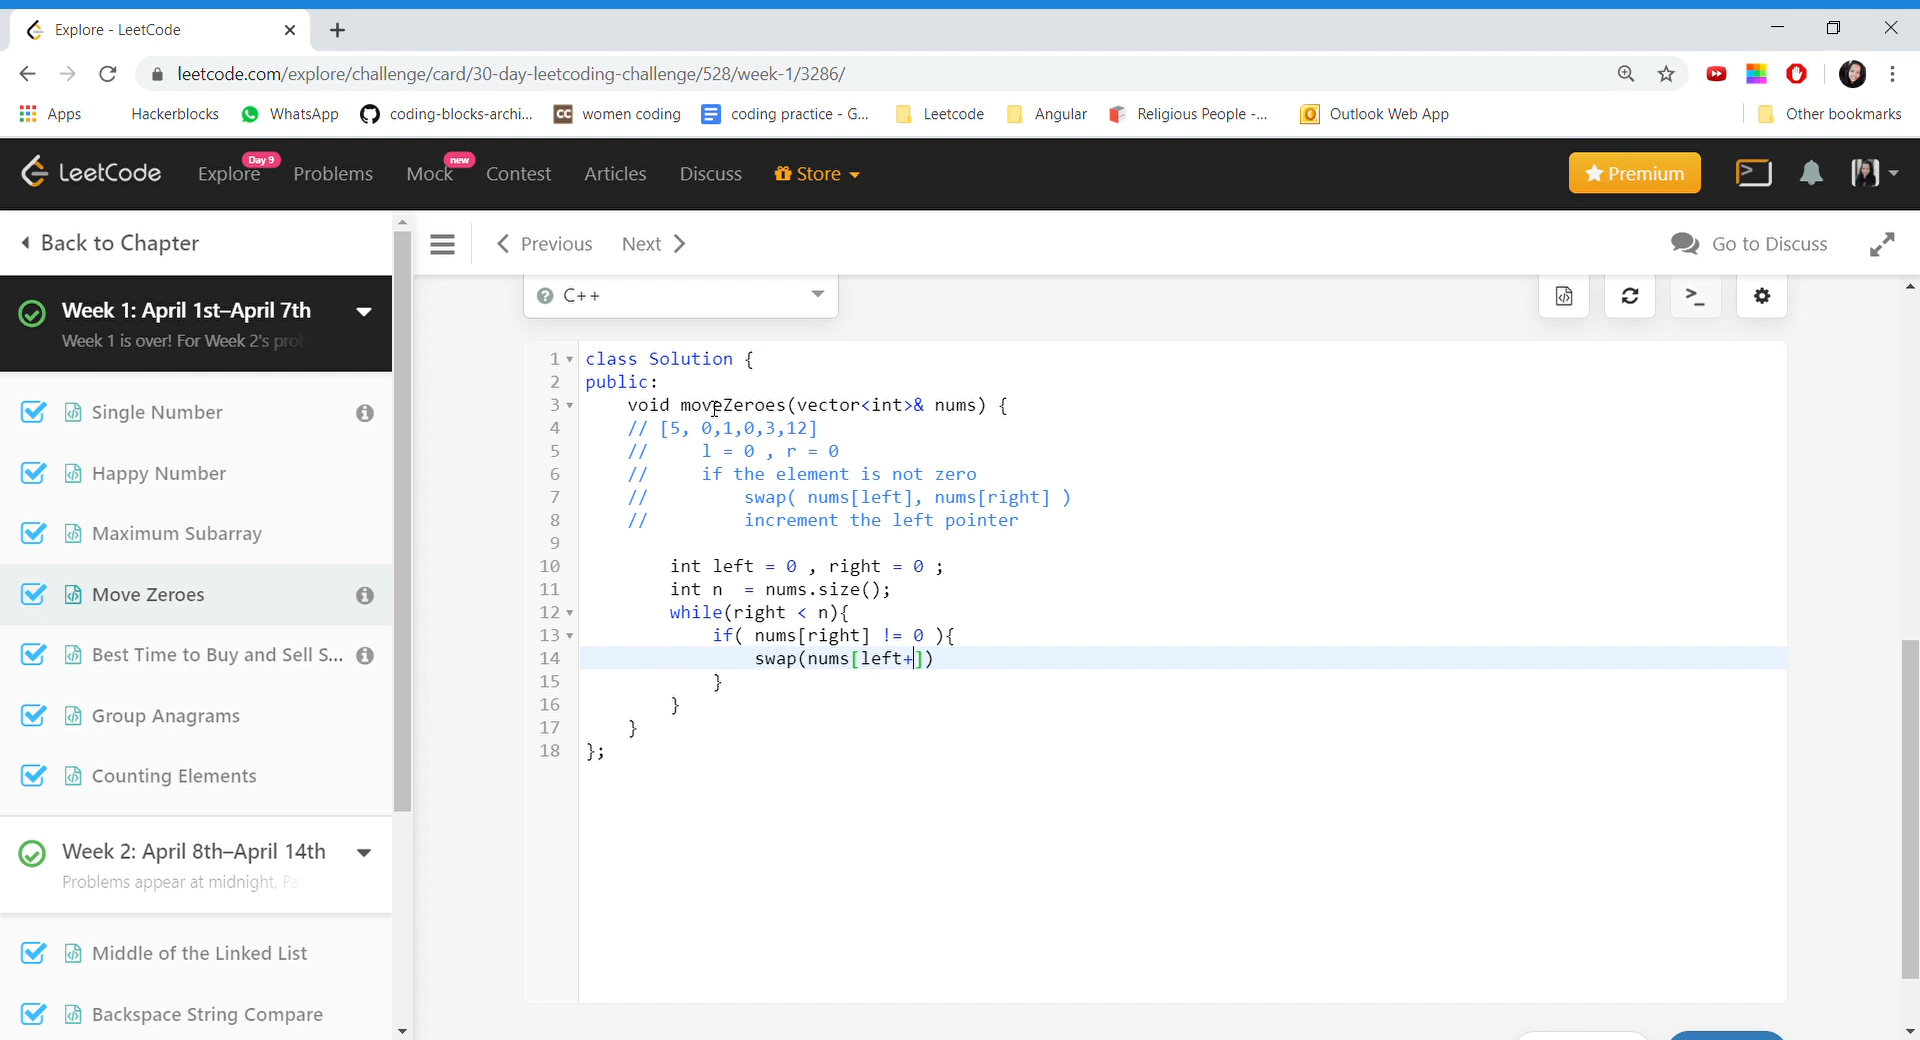 Explore - LeetCode
leetcode.com/explore/challenge/card/30-day-leetcoding-challenge/528/week-1/3286/
Apps Hackerblocks WhatsApp coding-blocks-archi... CC women coding coding practice - G... Leetcode Angular Religious People -... Outlook Web App Other bookmarks
LeetCode Explore Day 9 Problems Mock new Contest Articles Discuss Store Premium
Back to Chapter
Previous Next Go to Discuss
Week 1: April 1st–April 7th
Week 1 is over! For Week 2's prob
Single Number
Happy Number
Maximum Subarray
Move Zeroes
Best Time to Buy and Sell S...
Group Anagrams
Counting Elements
Week 2: April 8th–April 14th
Problems appear at midnight, Pac
Middle of the Linked List
Backspace String Compare
C++
1 class Solution {
2 public:
3 void moveZeroes(vector<int>& nums) {
4 // [5, 0,1,0,3,12]
5 // l = 0 , r = 0
6 // if the element is not zero
7 // swap( nums[left], nums[right] )
8 // increment the left pointer
9
10 int left = 0 , right = 0 ;
11 int n = nums.size();
12 while(right < n){
13 if( nums[right] != 0 ){
14 swap(nums[left+])
15 }
16 }
17 }
18 };